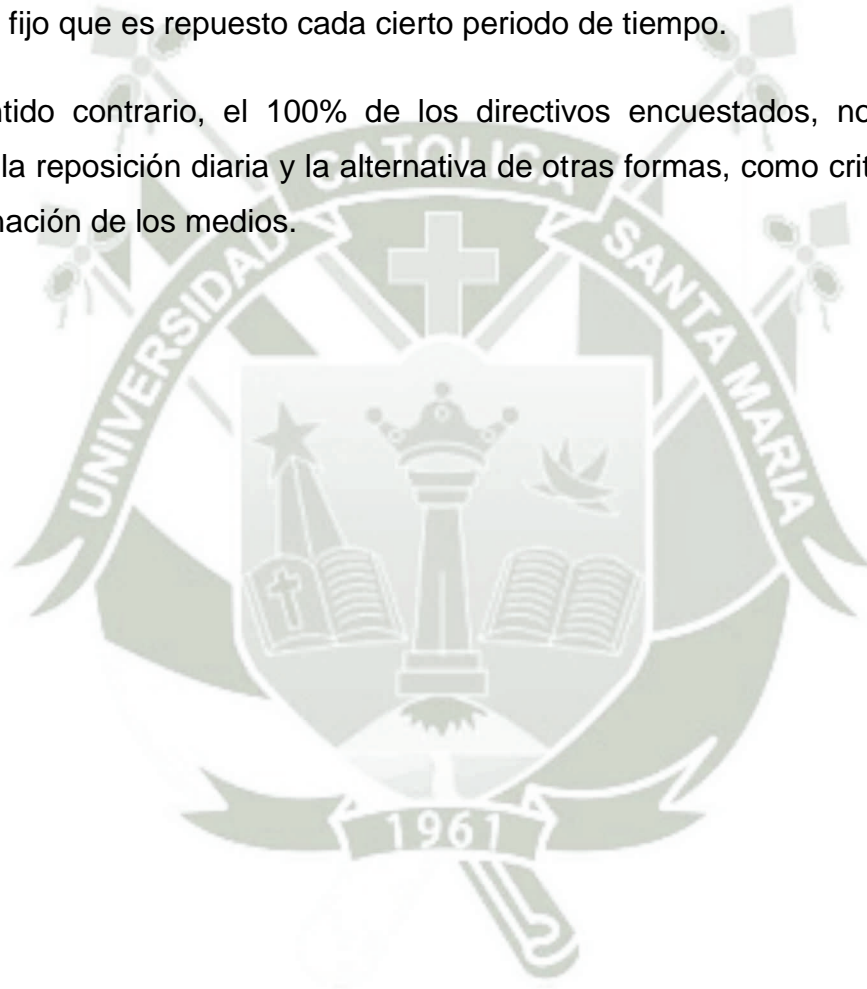 fijo que es repuesto cada cierto periodo de tiempo.
tido contrario, el 100% de los directivos encuestados, no
la reposición diaria y la alternativa de otras formas, como crit
nación de los medios.
UNIVERSIDAD CATOLICA SANTA MARIA
1961